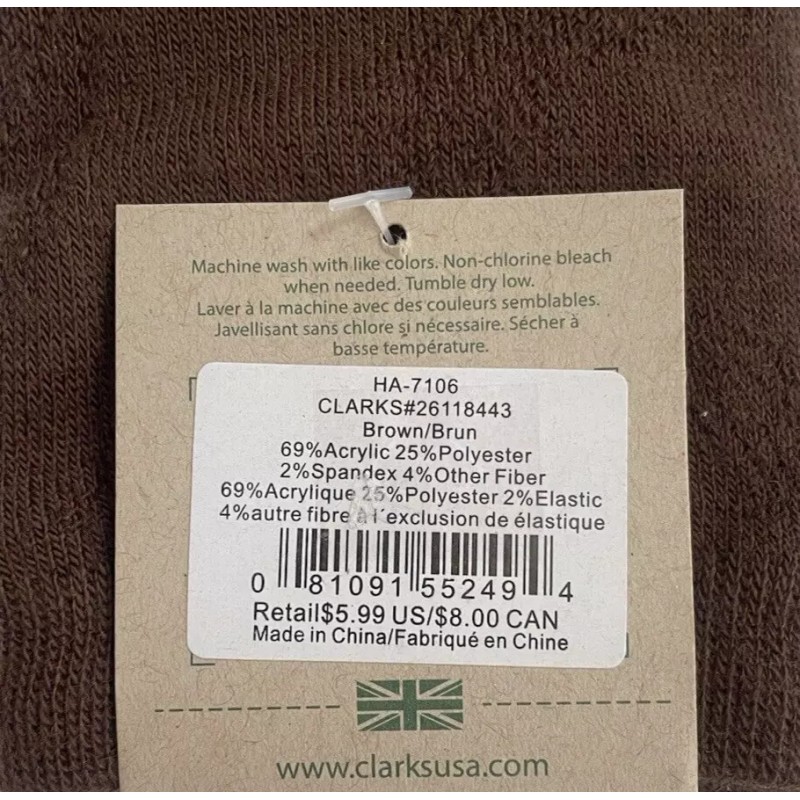 Machine wash with like colors. Non-chlorine bleach
when needed. Tumble dry low.
Laver à la machine avec des couleurs semblables.
Javellisant sans chlore si nécessaire. Sécher à
basse température.
HA-7106
CLARKS#26118443
Brown/Brun
69%Acrylic 25%Polyester
2%Spandex 4%Other Fiber
69%Acrylique 25%Polyester 2%Elastic
4%autre fibre à l'exclusion de élastique
0 81091 55249 4
Retail$5.99 US/$8.00 CAN
Made in China/Fabriqué en Chine
www.clarksusa.com